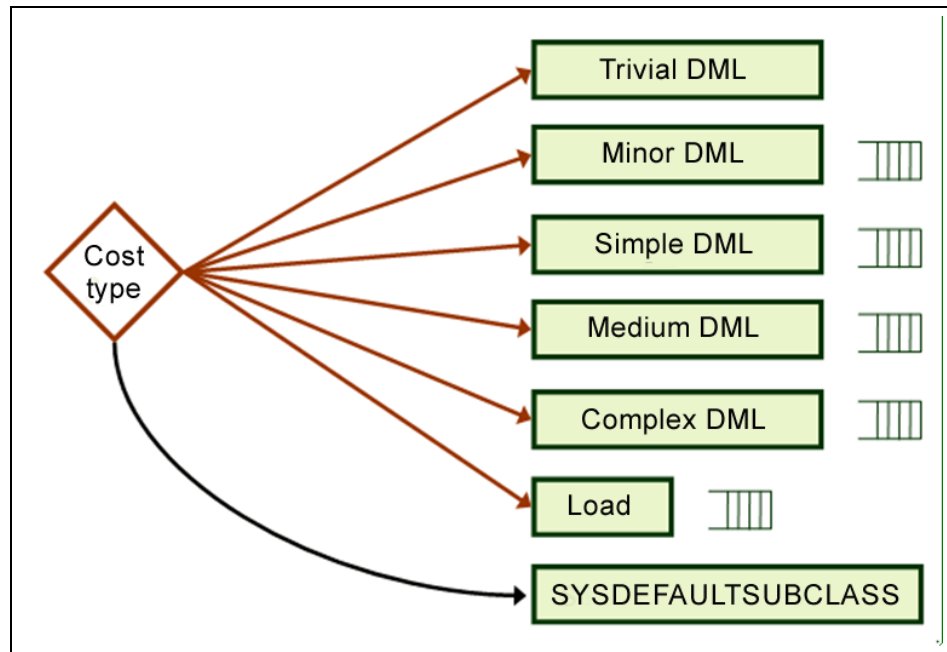 Trivial DML
Minor DML
Cost
type
Simple DML
Medium DML
Complex DML
Load
SYSDEFAULTSUBCLASS